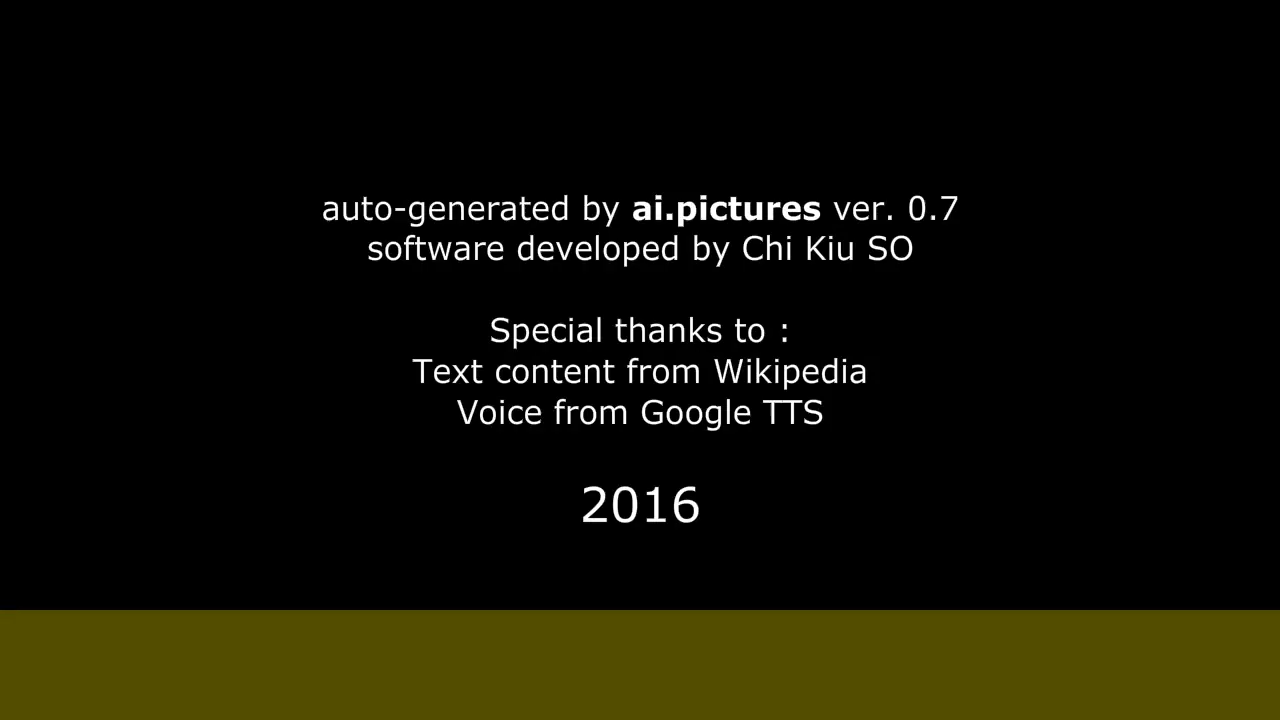 auto-generated by ai.pictures ver. 0.7
software developed by Chi Kiu SO
Special thanks to :
Text content from Wikipedia
Voice from Google TTS
2016